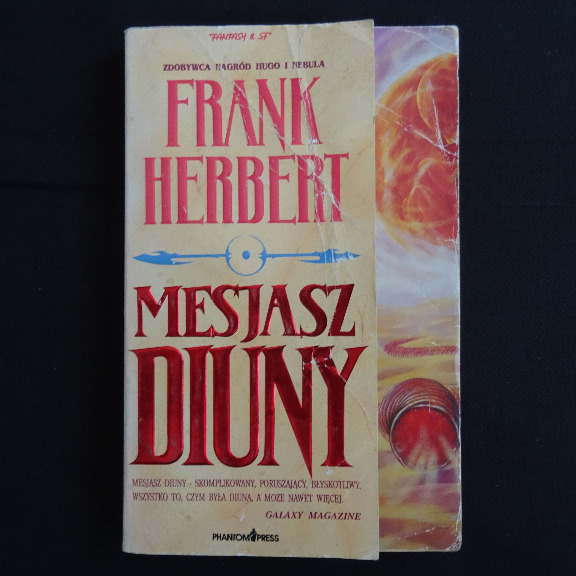 FANTASY & SF
ZDOBYWCA NAGRÓD HUGO I NEBULA
FRANK
HERBERT
MESJASZ
DIUNY
MESJASZ DIUNY - SKOMPLIKOWANY, PORUSZAJĄCY, BŁYSKOTLIWY,
WSZYSTKO TO, CZYM BYŁA DIUNA, A MOŻE NAWET WIĘCEJ.
GALAXY MAGAZINE
PHANTOM PRESS